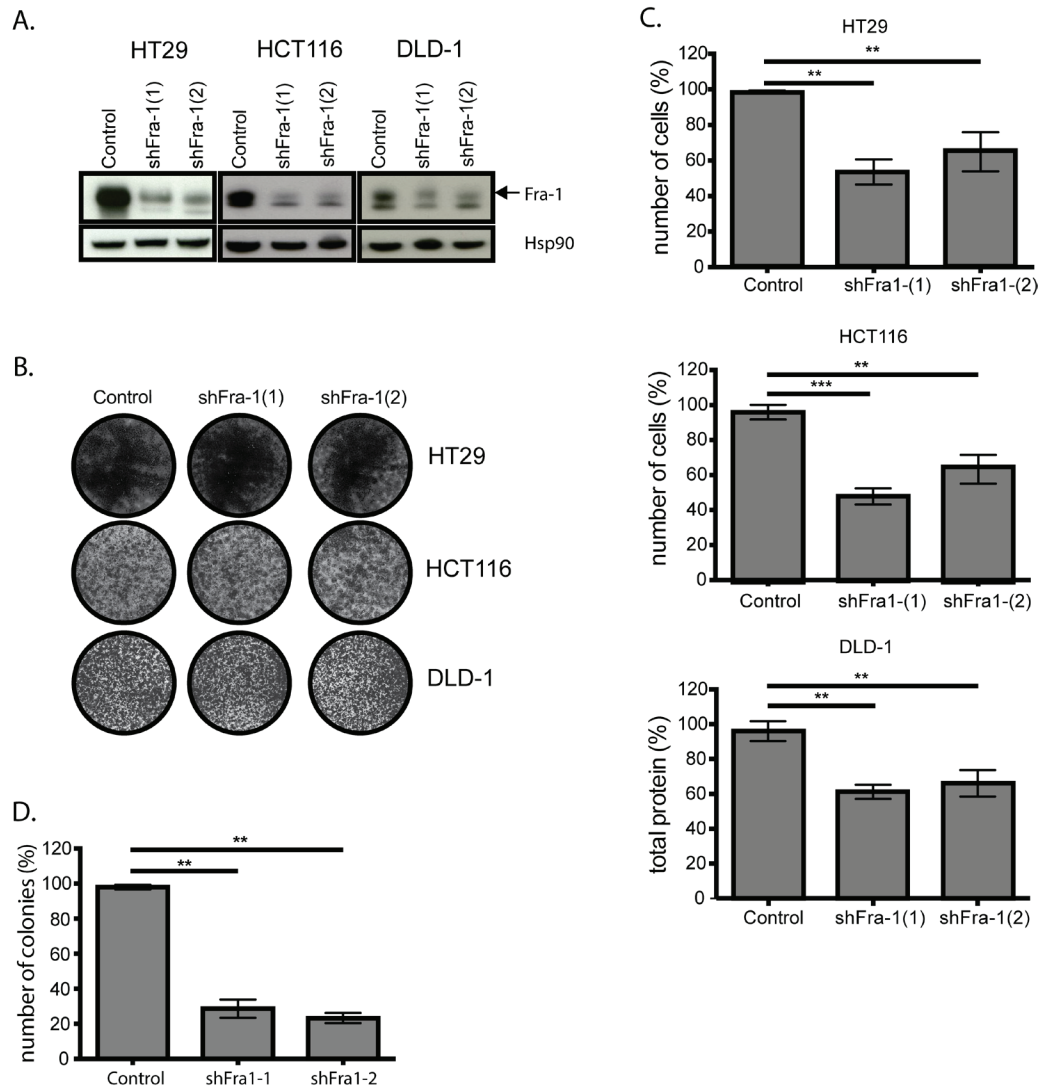 A.
HT29 HCT116 DLD-1
Control shFra-1(1) shFra-1(2) Control shFra-1(1) shFra-1(2) Control shFra-1(1) shFra-1(2)
Fra-1
Hsp90
B.
Control shFra-1(1) shFra-1(2)
HT29
HCT116
DLD-1
C.
HT29
number of cells (%)
120
100
80
60
40
20
0
**
**
Control shFra1-(1) shFra1-(2)
HCT116
number of cells (%)
120
100
80
60
40
20
0
**
***
Control shFra1-(1) shFra1-(2)
DLD-1
total protein (%)
120
100
80
60
40
20
0
**
**
Control shFra-1(1) shFra-1(2)
D.
number of colonies (%)
120
100
80
60
40
20
0
**
**
Control shFra1-1 shFra1-2